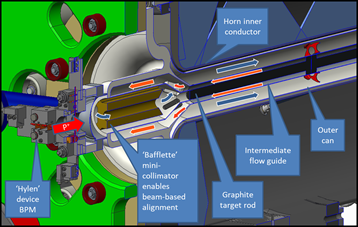 Horn inner
conductor
P+
'Bafflette'
mini-
collimator
enables
beam-based
alignment
'Hylen'
device
BPM
Graphite
target rod
Intermediate
flow guide
Outer
can